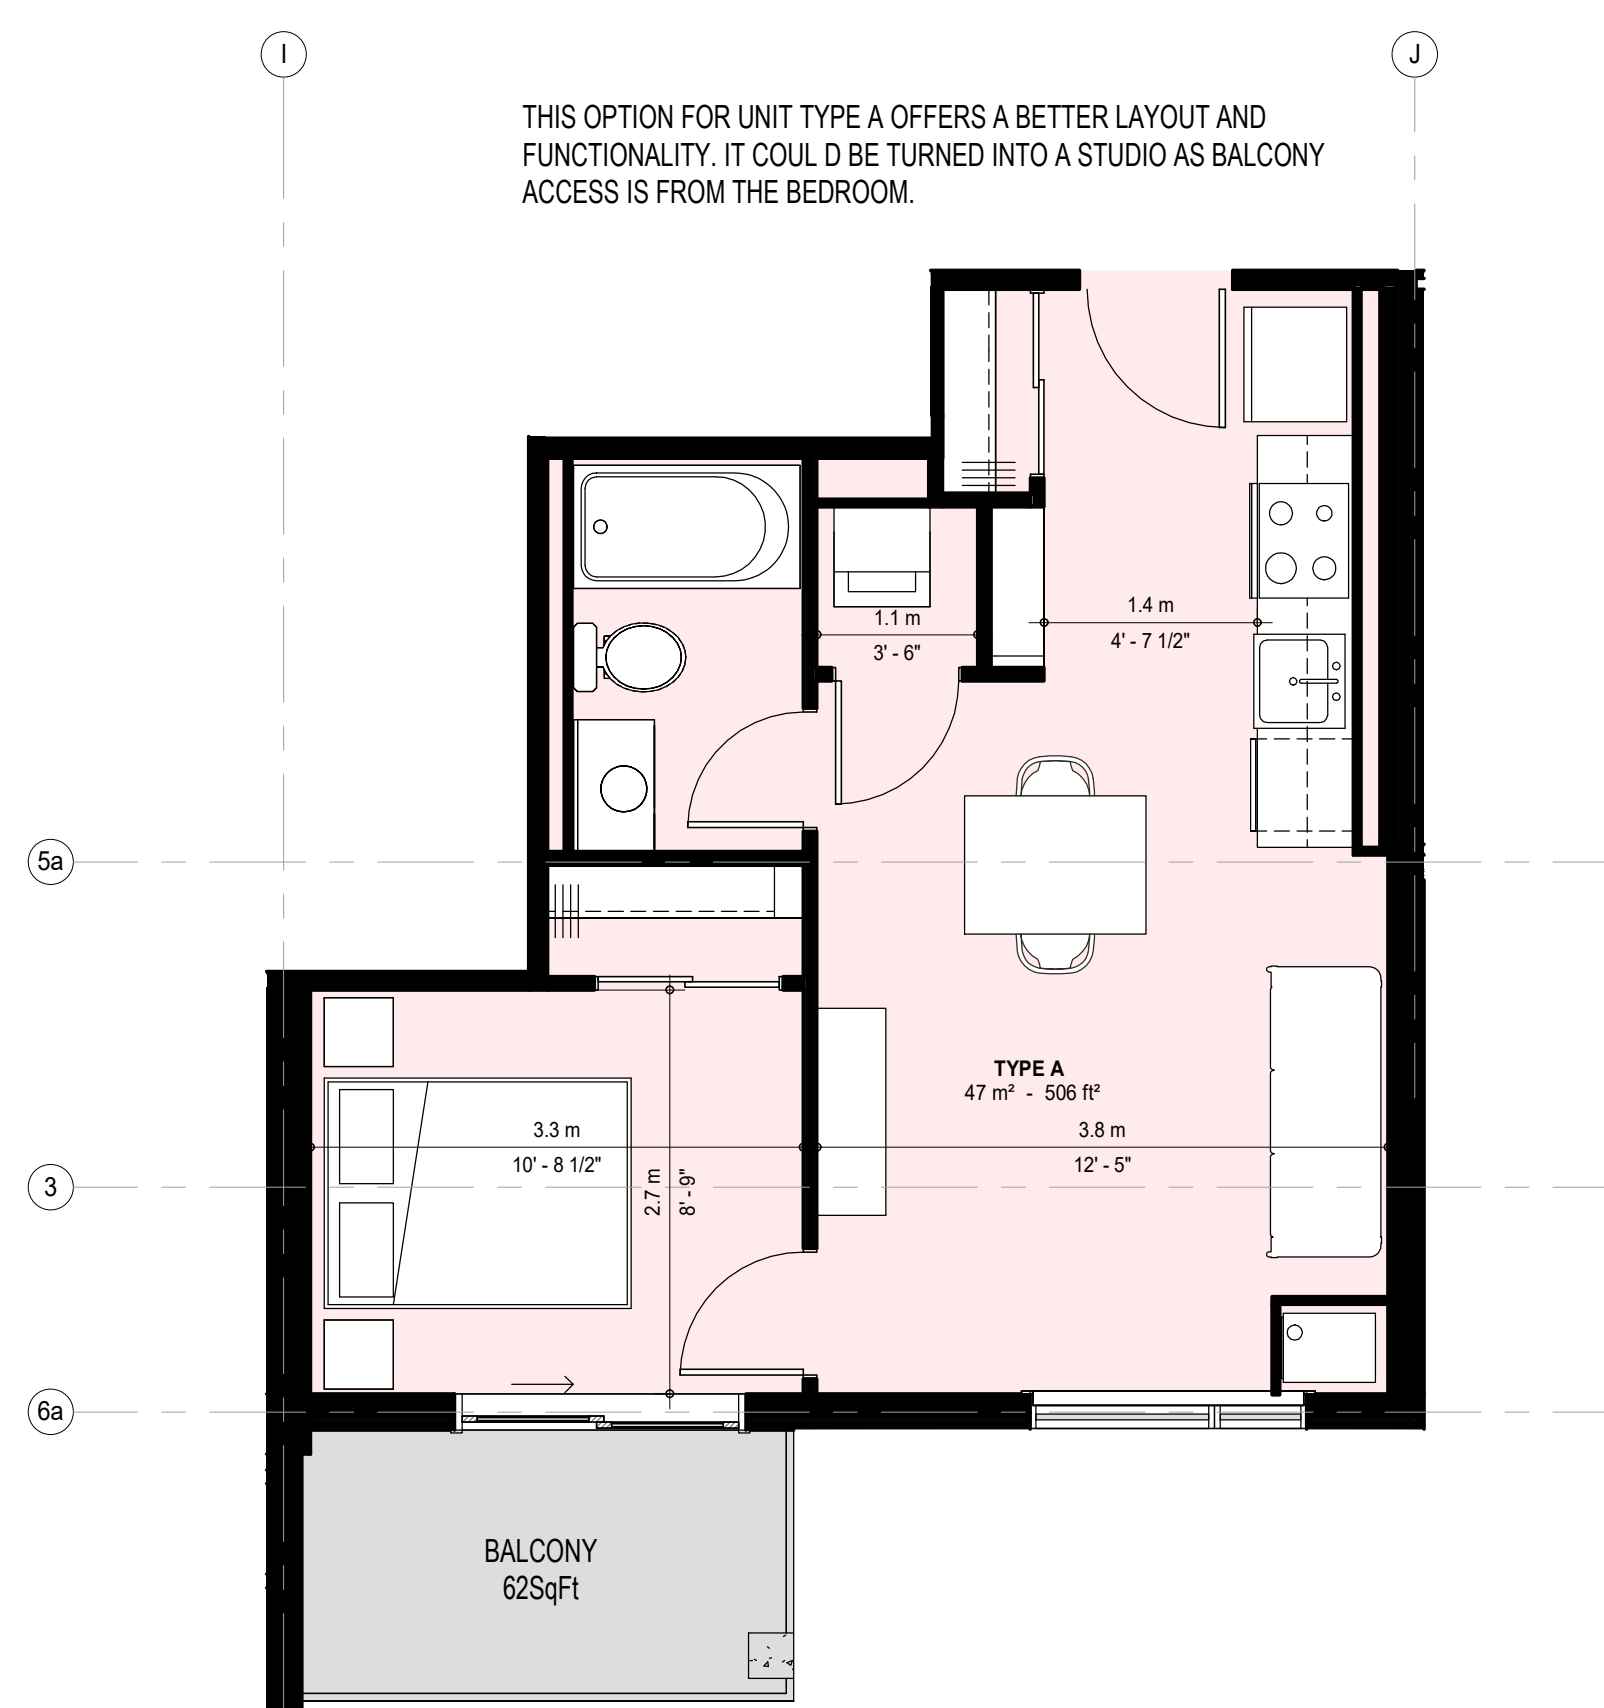 I
J
THIS OPTION FOR UNIT TYPE A OFFERS A BETTER LAYOUT AND
FUNCTIONALITY. IT COUL D BE TURNED INTO A STUDIO AS BALCONY
ACCESS IS FROM THE BEDROOM.
1.1 m
3' - 6"
1.4 m
4' - 7 1/2"
5a
TYPE A
47 m² - 506 ft²
3.3 m
10' - 8 1/2"
2.7 m
8' - 9"
3.8 m
12' - 5"
3
6a
BALCONY
62SqFt